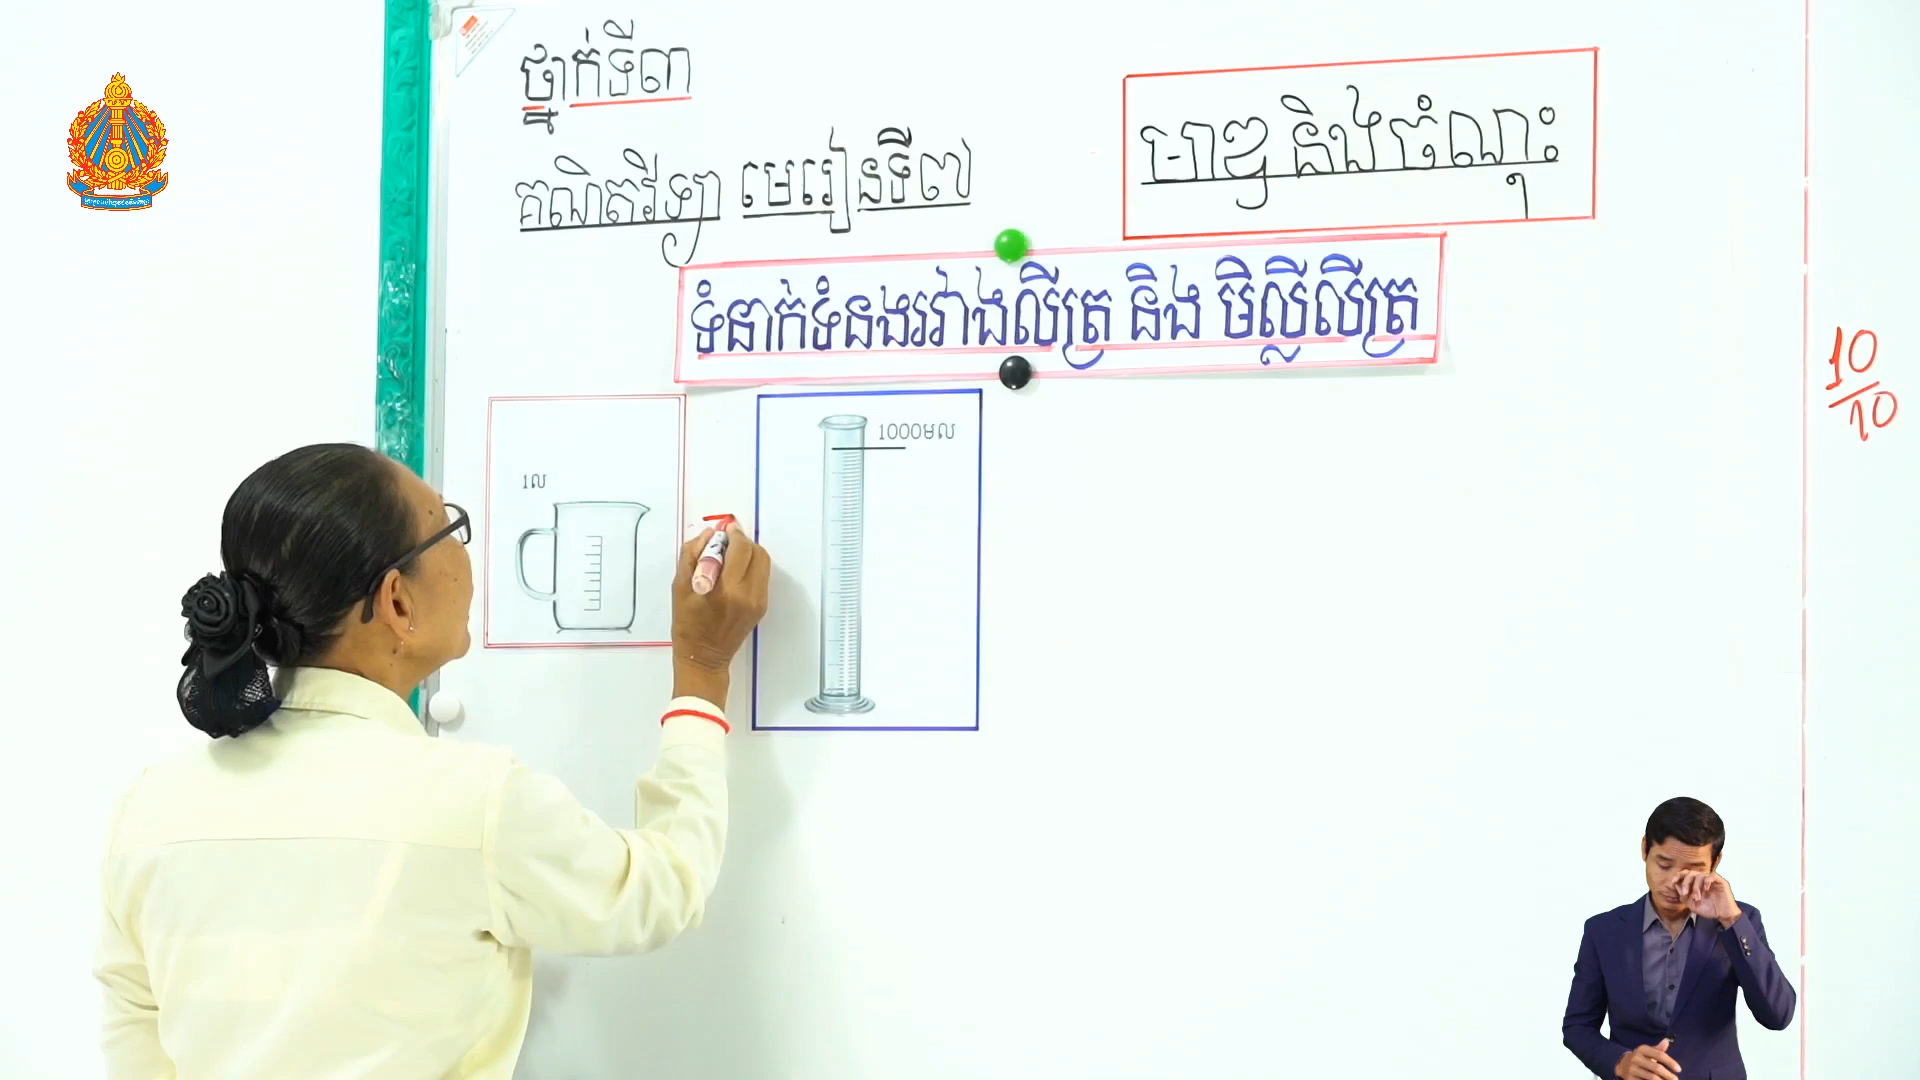 ថ្នាក់ទី៣
គណិតវិទ្យា មេរៀនទី៧
មាឌ និងចំណុះ
ទំនាក់ទំនងរវាងលីត្រ និង មិល្លីលីត្រ
1ល
1000មល
10
10